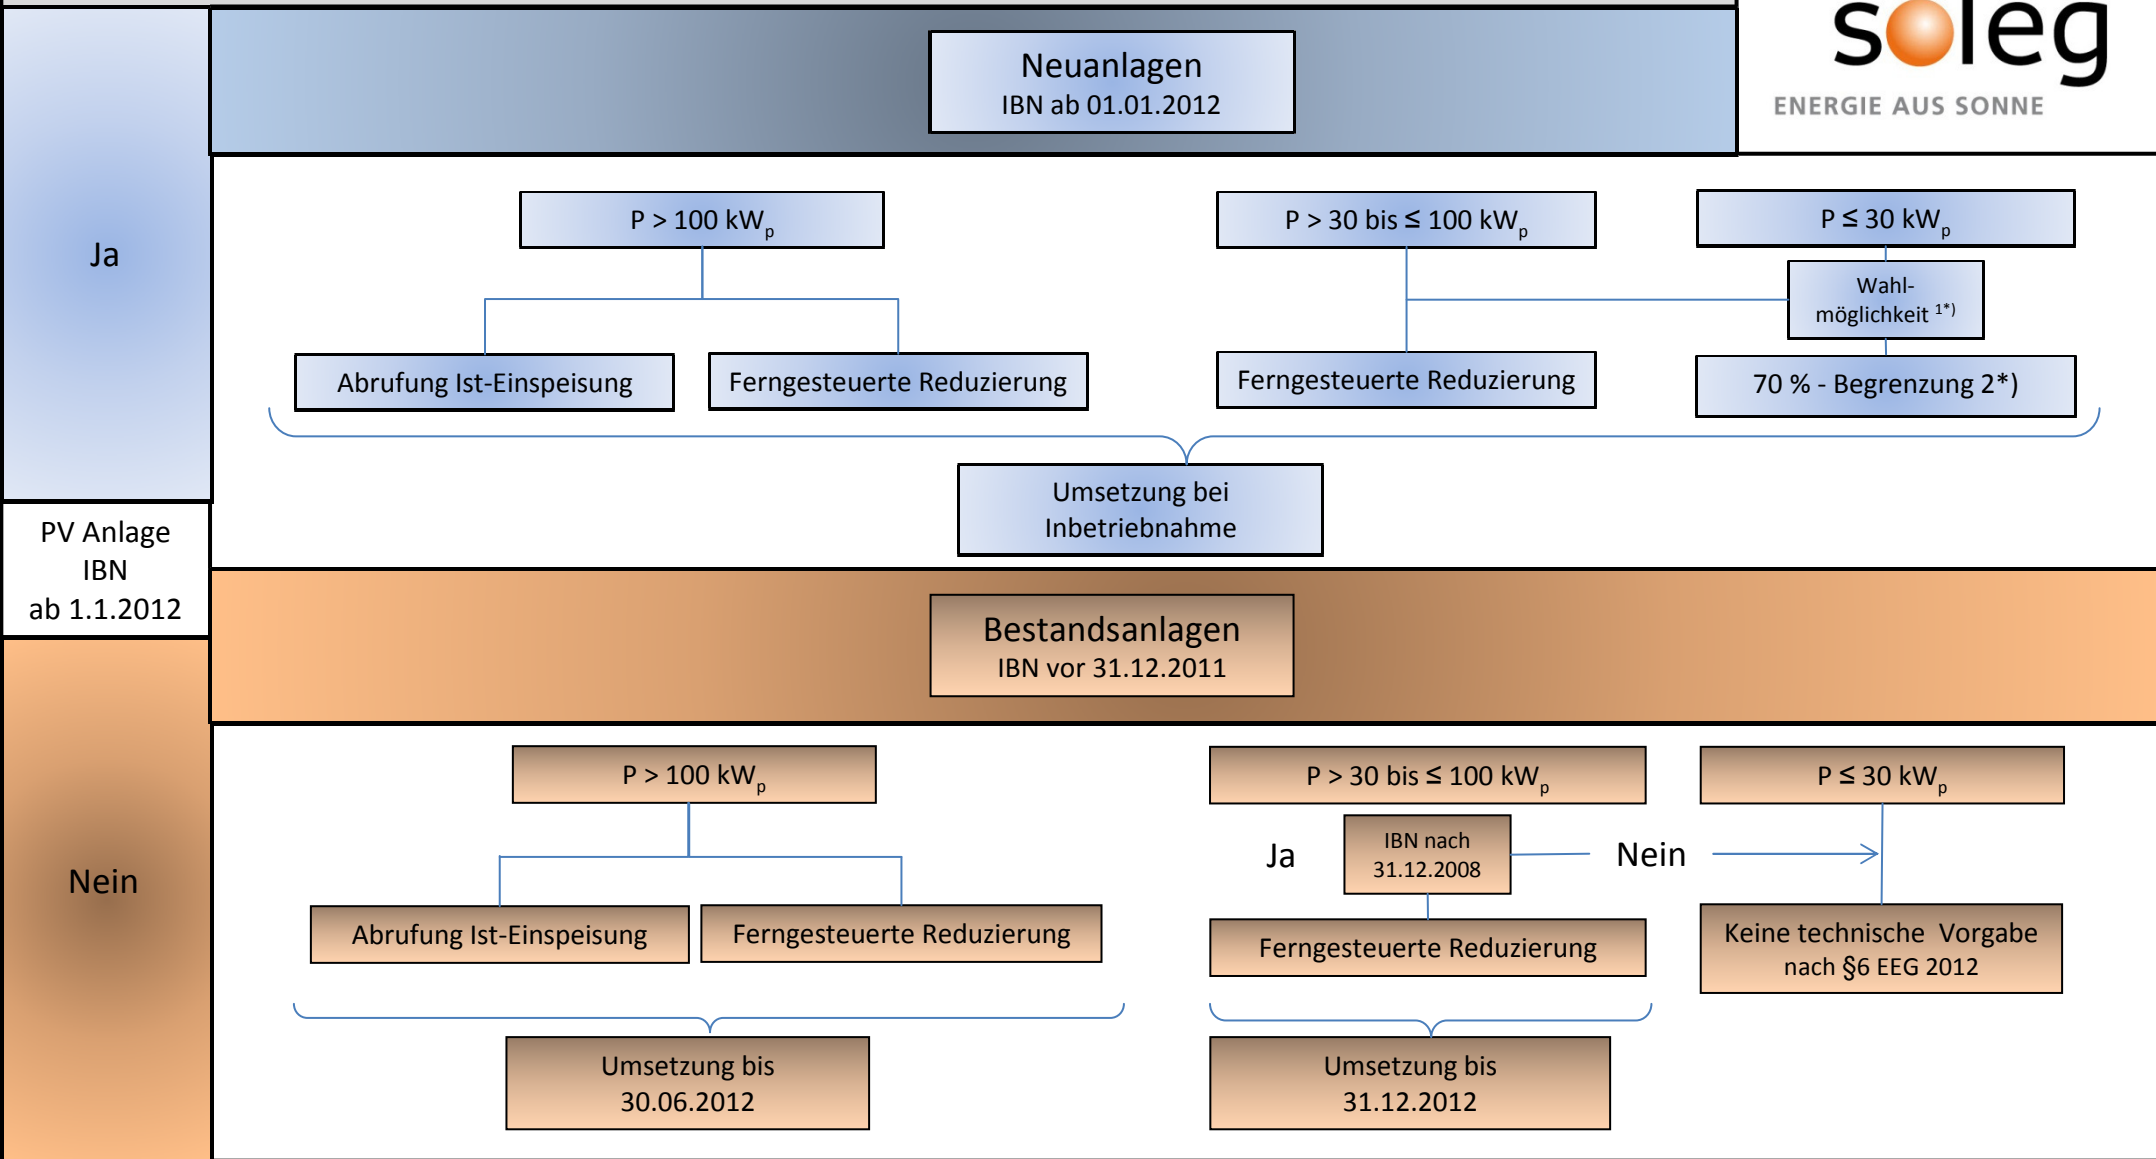 soleg
ENERGIE AUS SONNE
Neuanlagen
IBN ab 01.01.2012
Ja
P > 100 kWp
P > 30 bis ≤ 100 kWp
P ≤ 30 kWp
Wahl-
möglichkeit 1*)
Abrufung Ist-Einspeisung
Ferngesteuerte Reduzierung
Ferngesteuerte Reduzierung
70 % - Begrenzung 2*)
Umsetzung bei
Inbetriebnahme
PV Anlage
IBN
ab 1.1.2012
Bestandsanlagen
IBN vor 31.12.2011
Nein
P > 100 kWp
P > 30 bis ≤ 100 kWp
P ≤ 30 kWp
Ja
IBN nach
31.12.2008
Nein
Abrufung Ist-Einspeisung
Ferngesteuerte Reduzierung
Ferngesteuerte Reduzierung
Keine technische  Vorgabe
nach §6 EEG 2012
Umsetzung bis
30.06.2012
Umsetzung bis
31.12.2012